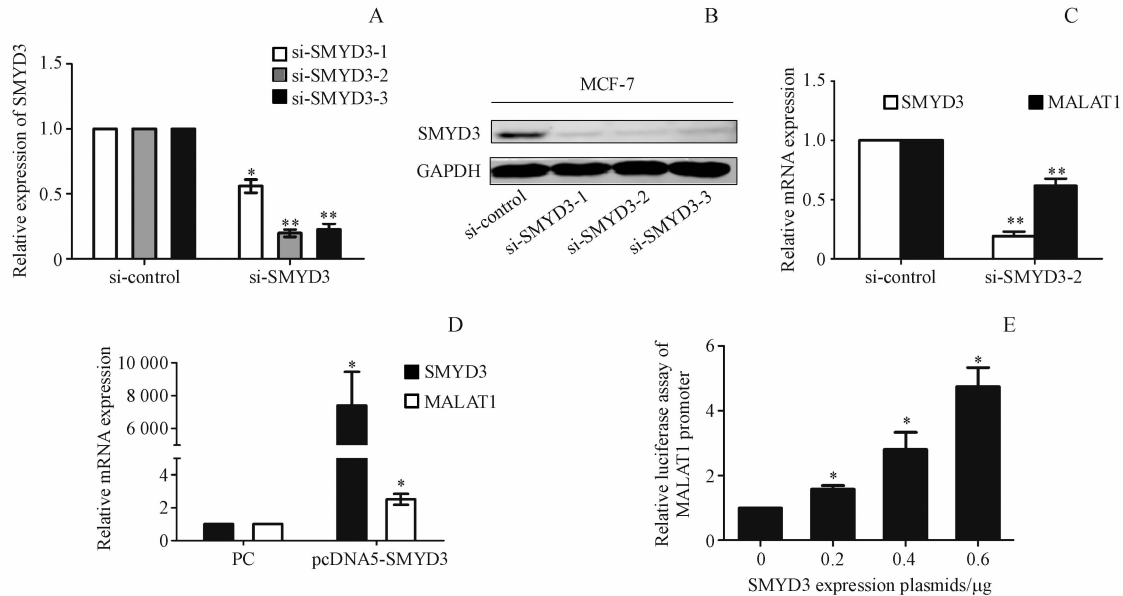 A
Relative expression of SMYD3
1.5
1.0
0.5
0
si-SMYD3-1
si-SMYD3-2
si-SMYD3-3
*
**
**
si-control
si-SMYD3
B
MCF-7
SMYD3
GAPDH
si-control
si-SMYD3-1
si-SMYD3-2
si-SMYD3-3
C
Relative mRNA expression
1.5
1.0
0.5
0
SMYD3
MALAT1
**
**
si-control
si-SMYD3-2
D
Relative mRNA expression
10 000
8 000
6 000
4
2
0
SMYD3
MALAT1
*
*
PC
pcDNA5-SMYD3
E
Relative luciferase assay of
MALAT1 promoter
6
4
2
0
*
*
*
0
0.2
0.4
0.6
SMYD3 expression plasmids/μg